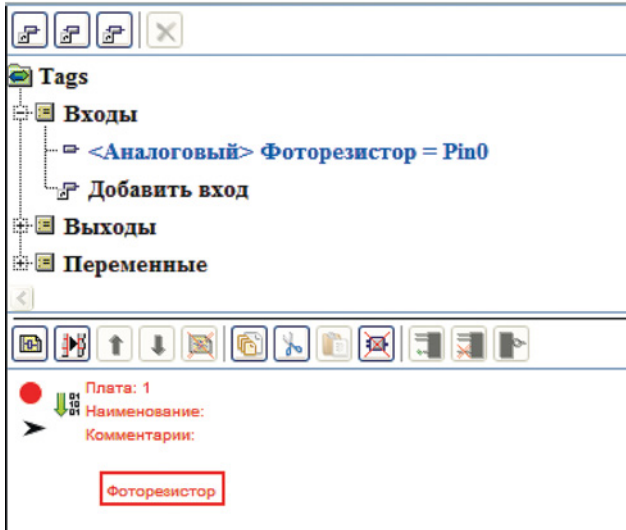 Tags
Входы
<Аналоговый> Фоторезистор = Pin0
Добавить вход
Выходы
Переменные
Плата: 1
Наименование:
Комментарии:
Фоторезистор